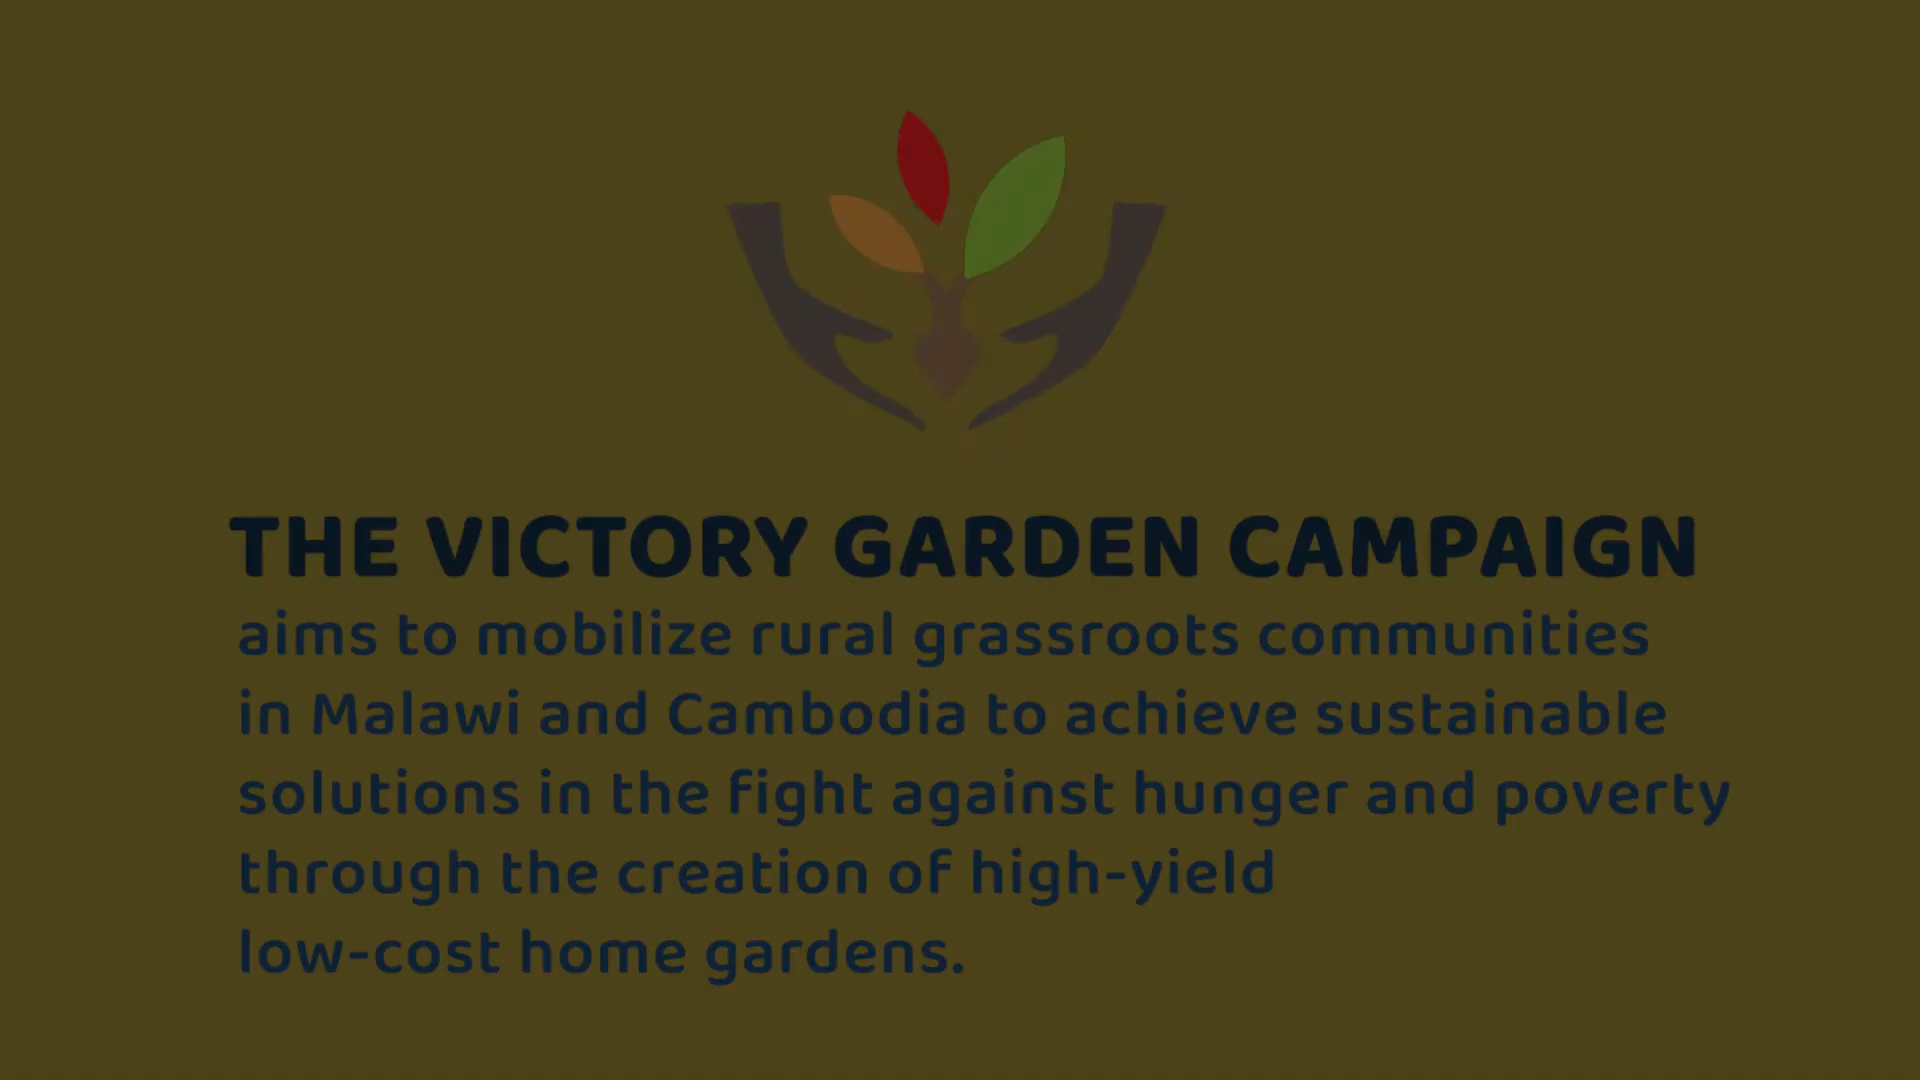 THE VICTORY GARDEN CAMPAIGN
aims to mobilize rural grassroots communities
in Malawi and Cambodia to achieve sustainable
solutions in the fight against hunger and poverty
through the creation of high-yield
low-cost home gardens.